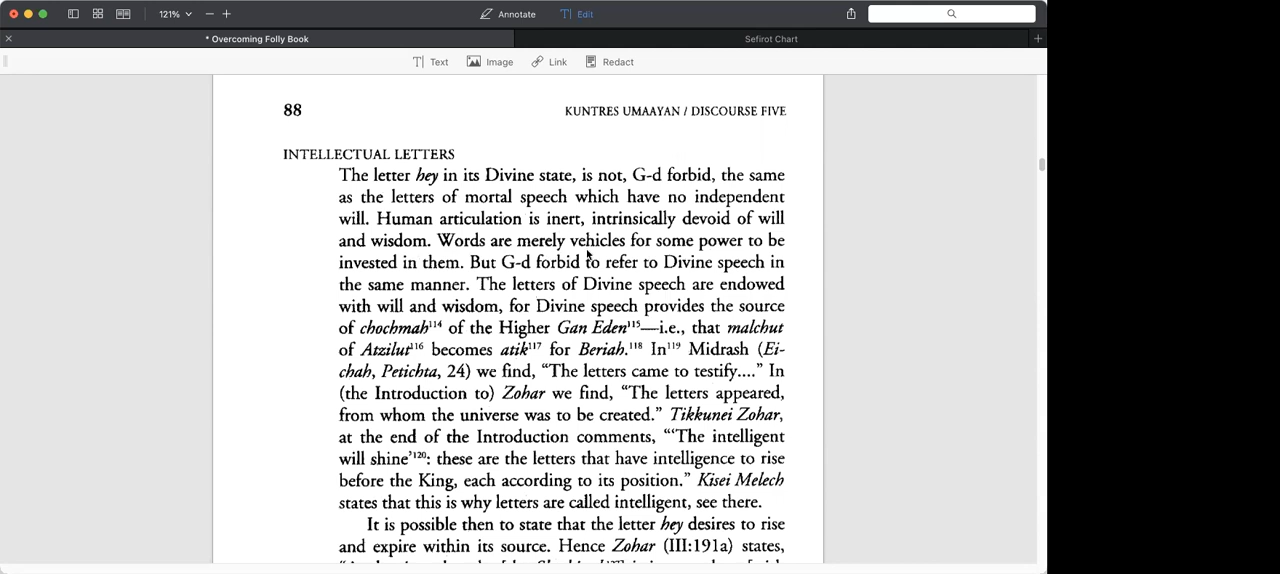 121%
Annotate
Edit
* Overcoming Folly Book
Sefirot Chart
Text
Image
Link
Redact
88 KUNTRES UMAAYAN / DISCOURSE FIVE
INTELLECTUAL LETTERS
The letter hey in its Divine state, is not, G-d forbid, the same
as the letters of mortal speech which have no independent
will. Human articulation is inert, intrinsically devoid of will
and wisdom. Words are merely vehicles for some power to be
invested in them. But G-d forbid to refer to Divine speech in
the same manner. The letters of Divine speech are endowed
with will and wisdom, for Divine speech provides the source
of chochmah¹¹⁴ of the Higher Gan Eden¹¹⁵—i.e., that malchut
of Atzilut¹¹⁶ becomes atik¹¹⁷ for Beriah.¹¹⁸ In¹¹⁹ Midrash (Ei-
chah, Petichta, 24) we find, “The letters came to testify....” In
(the Introduction to) Zohar we find, “The letters appeared,
from whom the universe was to be created.” Tikkunei Zohar,
at the end of the Introduction comments, “‘The intelligent
will shine’¹²⁰: these are the letters that have intelligence to rise
before the King, each according to its position.” Kisei Melech
states that this is why letters are called intelligent, see there.
It is possible then to state that the letter hey desires to rise
and expire within its source. Hence Zohar (III:191a) states,